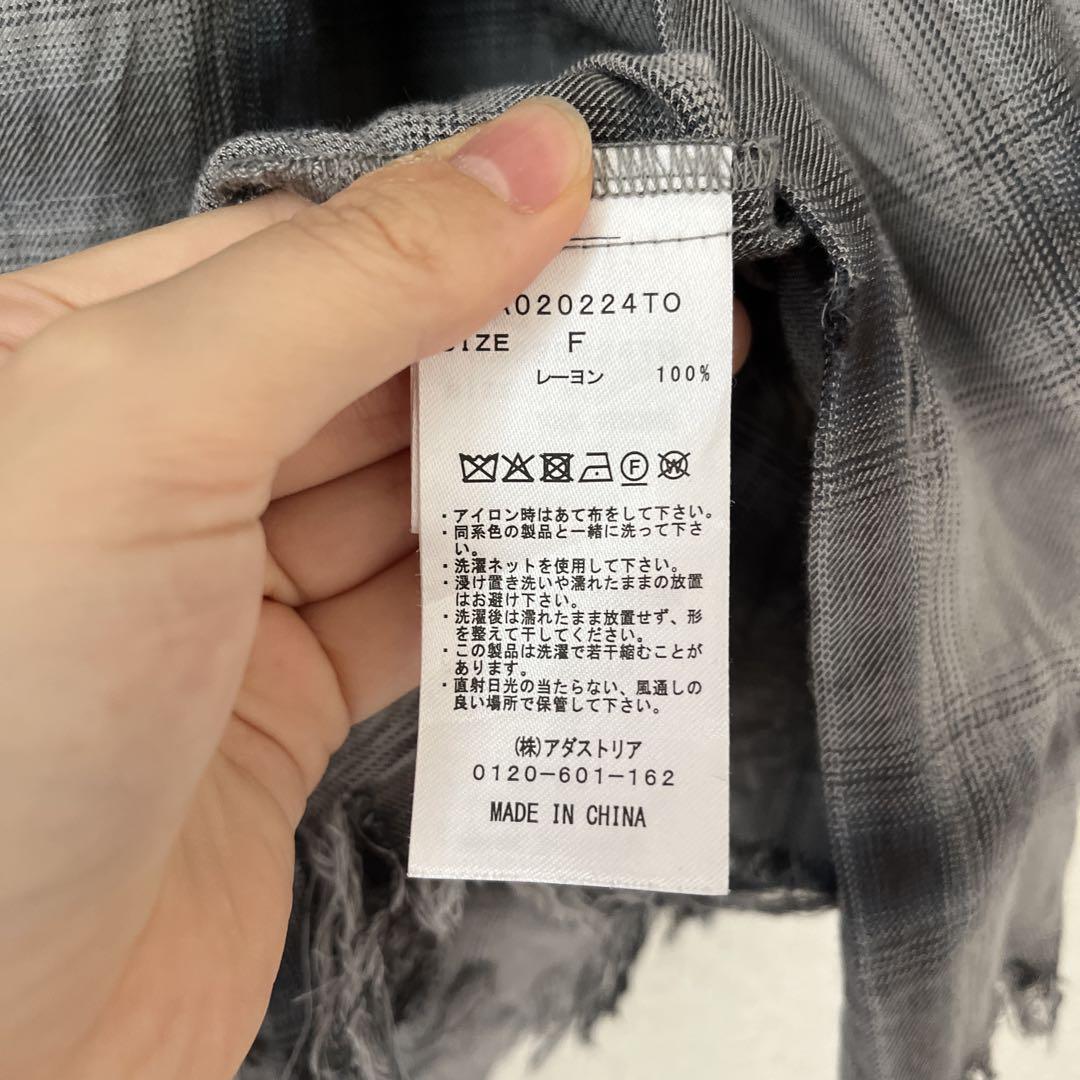 A020224TO
SIZE F
レーヨン 100%
F W
・アイロン時はあて布をして下さい。
・同系色の製品と一緒に洗って下さ
い。
・洗濯ネットを使用して下さい。
・浸け置き洗いや濡れたままの放置
はお避け下さい。
・洗濯後は濡れたまま放置せず、形
を整えて干してください。
・この製品は洗濯で若干縮むことが
あります。
・直射日光の当たらない、風通しの
良い場所で保管して下さい。
(株)アダストリア
0120-601-162
MADE IN CHINA